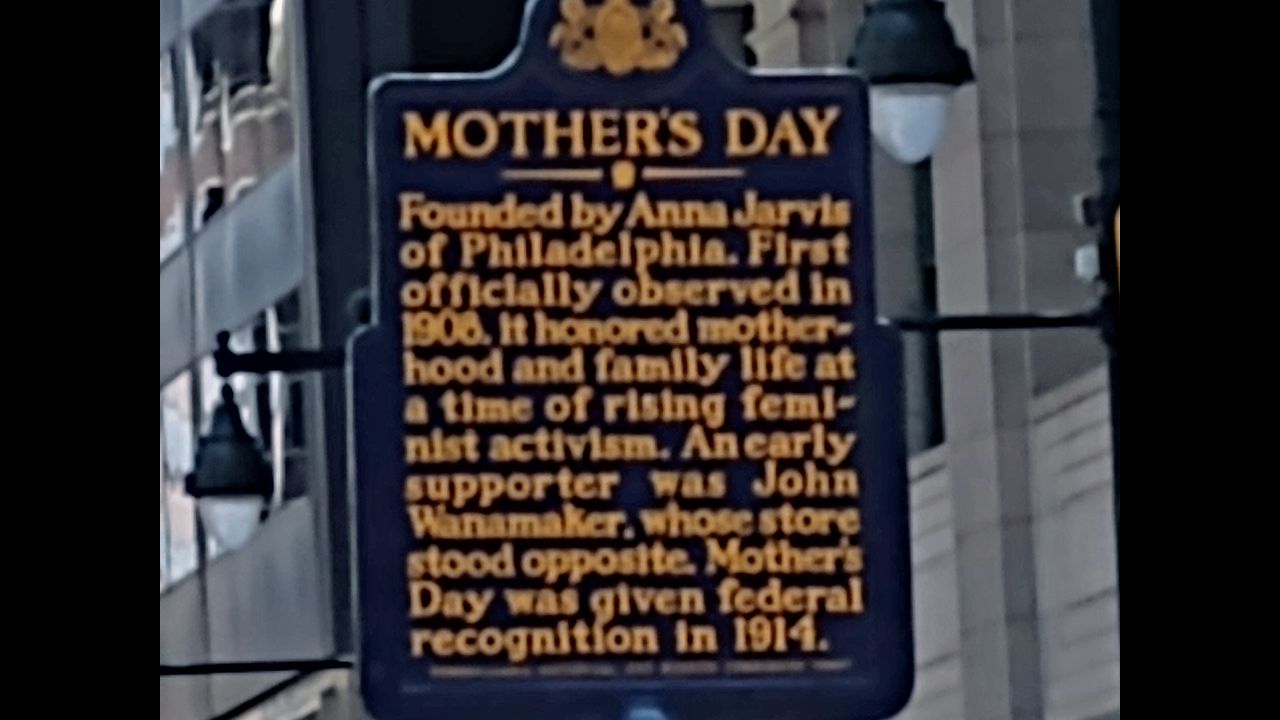 MOTHER'S DAY
Founded by Anna Jarvis
of Philadelphia. First
officially observed in
1908, it honored mother-
hood and family life at
a time of rising femi-
nist activism. An early
supporter was John
Wanamaker, whose store
stood opposite. Mother's
Day was given federal
recognition in 1914.